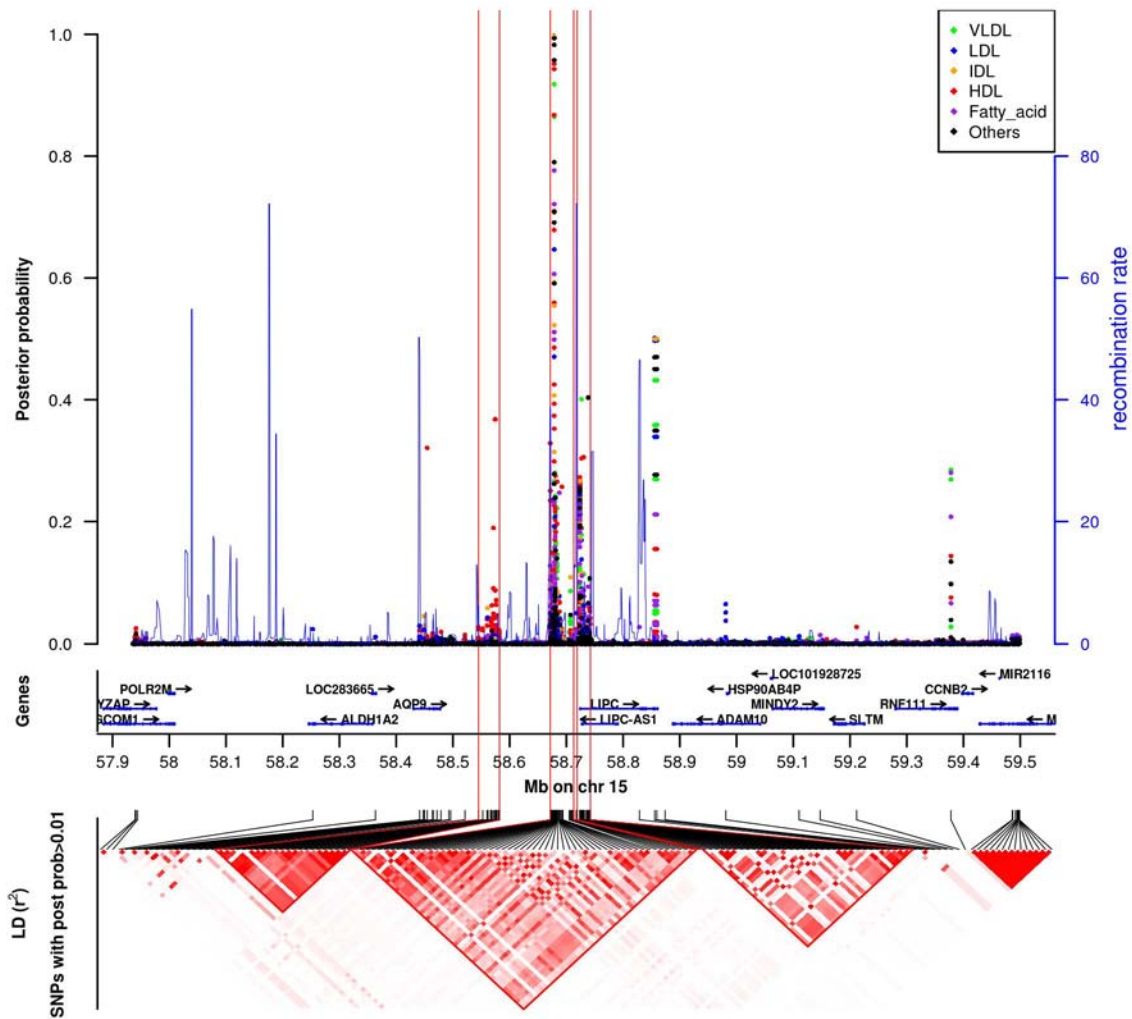 VLDL
LDL
IDL
HDL
Fatty_acid
Others
1.0
0.8
0.6
0.4
0.2
0.0
Posterior probability
80
60
40
20
0
recombination rate
Genes
LOC101928725
MIR2116
POLR2M
LOC283665
HSP90AB4P
CCNB2
YZAP
AQP9
LIPC
MINDY2
RNF111
GCOM1
ALDH1A2
LIPC-AS1
ADAM10
SLTM
M
57.9 58 58.1 58.2 58.3 58.4 58.5 58.6 58.7 58.8 58.9 59 59.1 59.2 59.3 59.4 59.5
Mb on chr 15
LD (r²)
SNPs with post prob>0.01